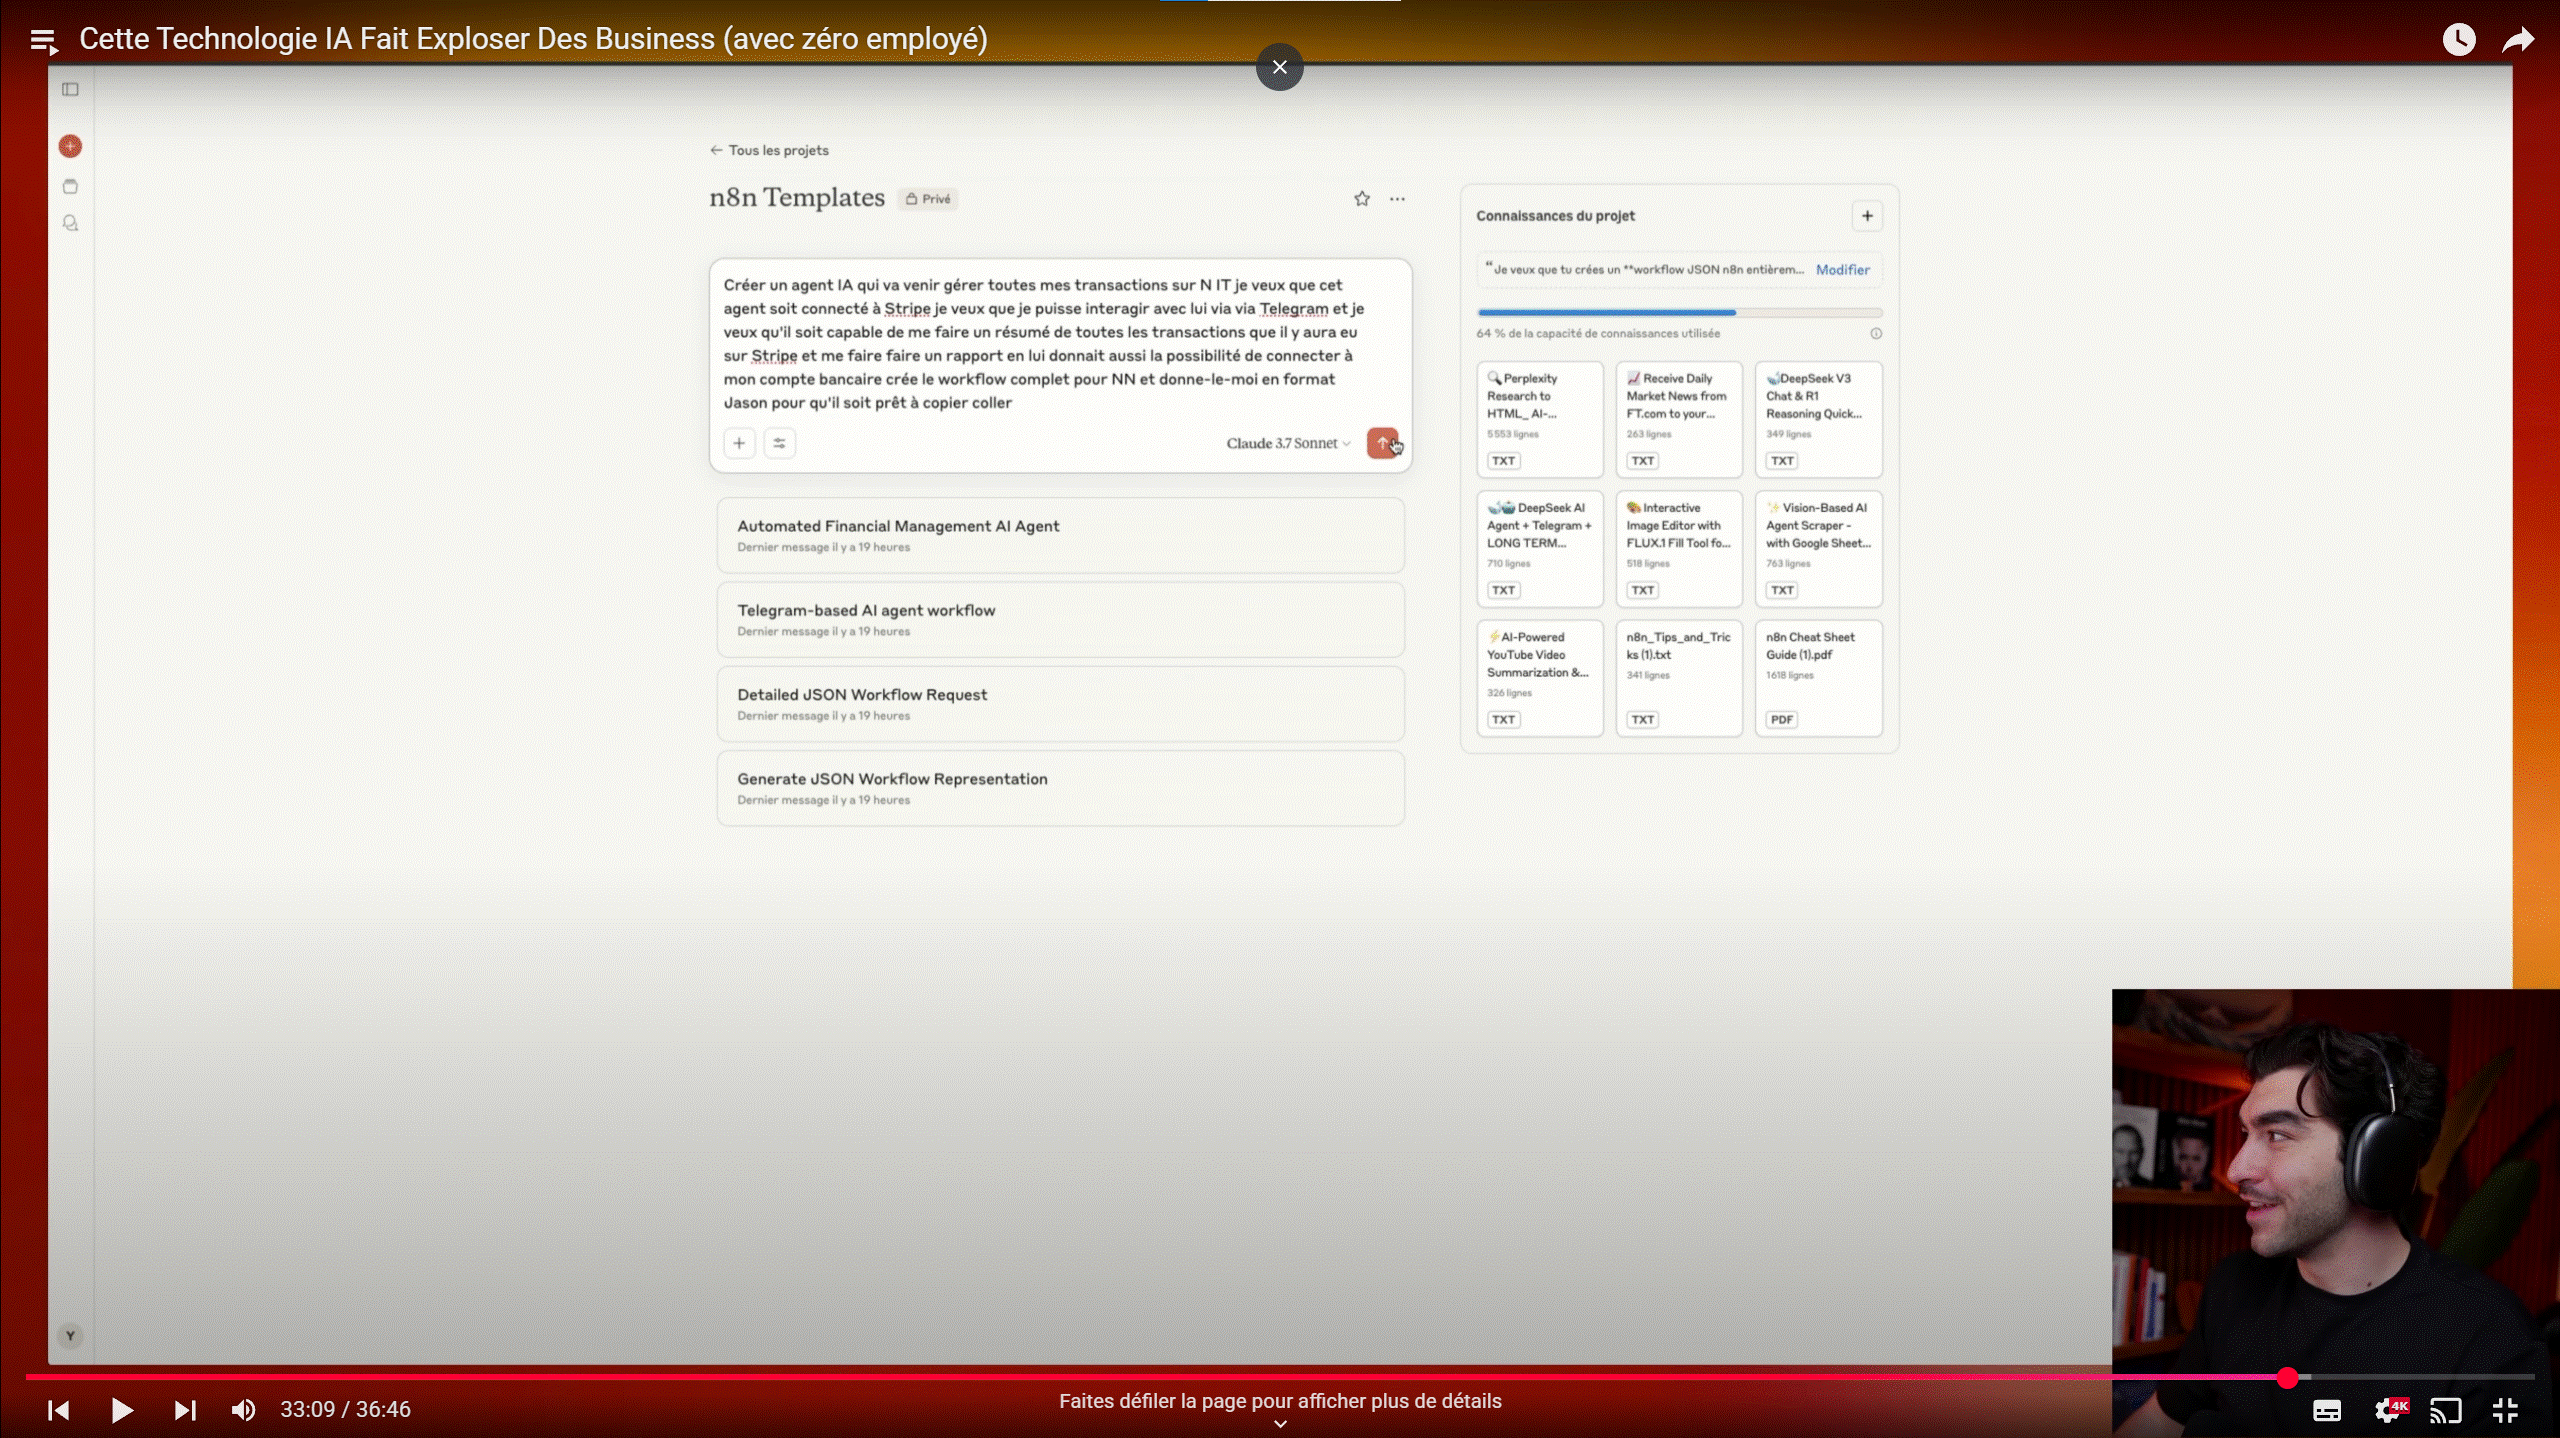 Cette Technologie IA Fait Exploser Des Business (avec zéro employé)
← Tous les projets
n8n Templates
Privé
Créer un agent IA qui va venir gérer toutes mes transactions sur N IT je veux que cet
agent soit connecté à Stripe je veux que je puisse interagir avec lui via via Telegram et je
veux qu'il soit capable de me faire un résumé de toutes les transactions que il y aura eu
sur Stripe et me faire faire un rapport en lui donnait aussi la possibilité de connecter à
mon compte bancaire crée le workflow complet pour NN et donne-le-moi en format
Jason pour qu'il soit prêt à copier coller
Claude 3.7 Sonnet
Automated Financial Management AI Agent
Dernier message il y a 19 heures
Telegram-based AI agent workflow
Dernier message il y a 19 heures
Detailed JSON Workflow Request
Dernier message il y a 19 heures
Generate JSON Workflow Representation
Dernier message il y a 19 heures
Connaissances du projet
“Je veux que tu crées un **workflow JSON n8n entièrem...
Modifier
64 % de la capacité de connaissances utilisée
🔍 Perplexity
Research to
HTML_ AI-...
5 553 lignes
TXT
📈 Receive Daily
Market News from
FT.com to your...
263 lignes
TXT
🐋DeepSeek V3
Chat & R1
Reasoning Quick...
349 lignes
TXT
🐋🤖 DeepSeek AI
Agent + Telegram +
LONG TERM...
710 lignes
TXT
🎨 Interactive
Image Editor with
FLUX.1 Fill Tool fo...
518 lignes
TXT
✨ Vision-Based AI
Agent Scraper -
with Google Sheet...
763 lignes
TXT
⚡AI-Powered
YouTube Video
Summarization &...
326 lignes
TXT
n8n_Tips_and_Tric
ks (1).txt
341 lignes
TXT
n8n Cheat Sheet
Guide (1).pdf
1 618 lignes
PDF
Y
33:09 / 36:46
Faites défiler la page pour afficher plus de détails
4K